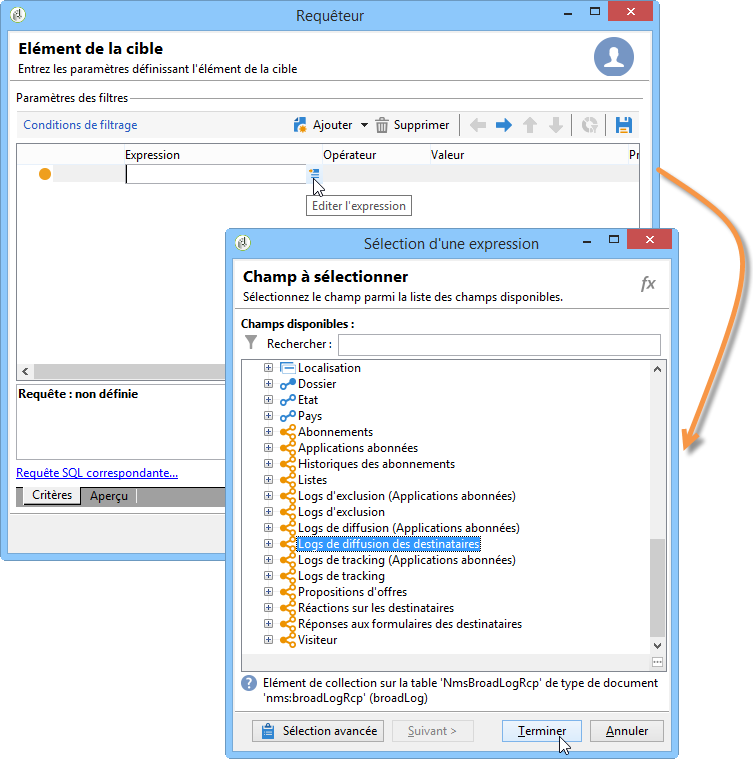 Requêteur
Elément de la cible
Entrez les paramètres définissant l'élément de la cible
Paramètres des filtres
Conditions de filtrage
Ajouter
Supprimer
Expression
Opérateur
Valeur
Pr
Editer l'expression
Requête : non définie
Requête SQL correspondante...
Critères
Aperçu
Sélection d'une expression
Champ à sélectionner
Sélectionnez le champ parmi la liste des champs disponibles.
fx
Champs disponibles :
Rechercher :
Localisation
Dossier
Etat
Pays
Abonnements
Applications abonnées
Historiques des abonnements
Listes
Logs d'exclusion (Applications abonnées)
Logs d'exclusion
Logs de diffusion (Applications abonnées)
Logs de diffusion des destinataires
Logs de tracking (Applications abonnées)
Logs de tracking
Propositions d'offres
Réactions sur les destinataires
Réponses aux formulaires des destinataires
Visiteur
Elément de collection sur la table 'NmsBroadLogRcp' de type de document
'nms:broadLogRcp' (broadLog)
Sélection avancée
Suivant >
Terminer
Annuler